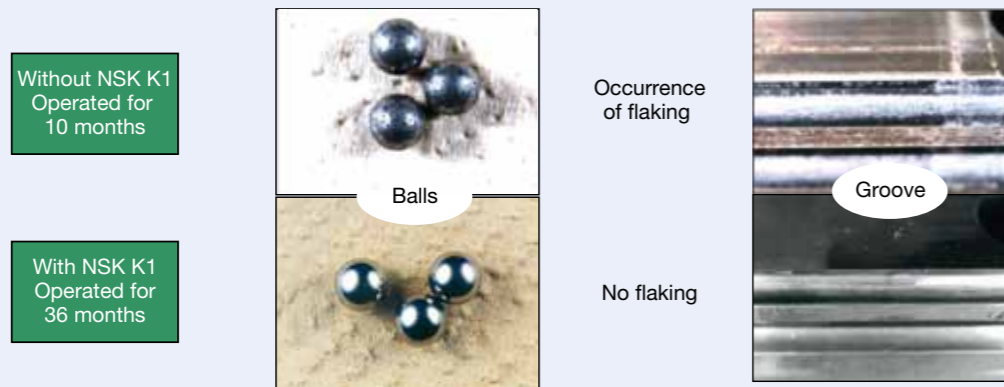 Without NSK K1
Operated for
10 months
Balls
Occurrence
of flaking
Groove
With NSK K1
Operated for
36 months
No flaking